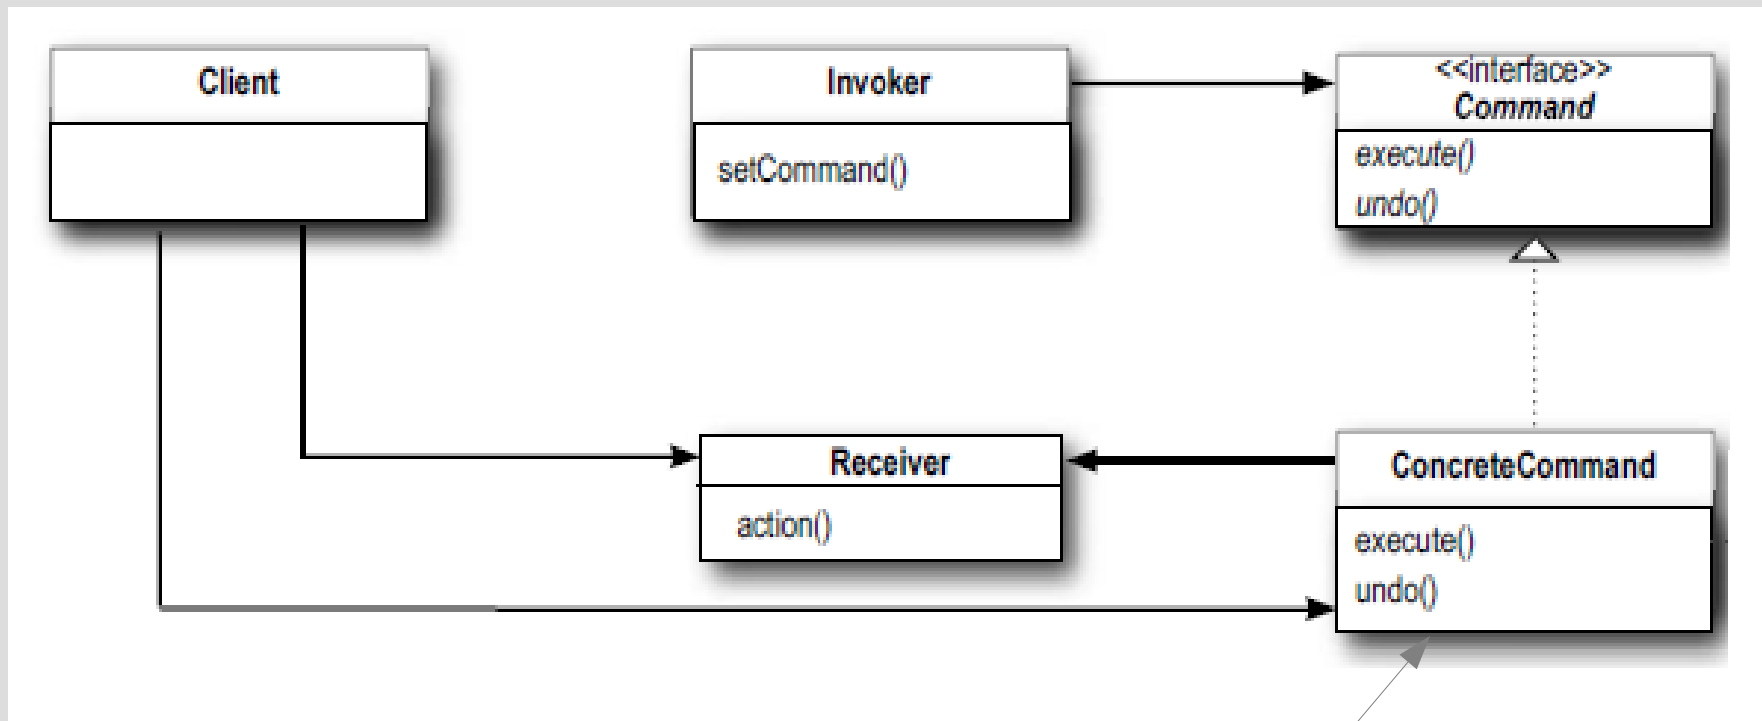 Client
Invoker
setCommand()
<<interface>>
Command
execute()
undo()
Receiver
action()
ConcreteCommand
execute()
undo()